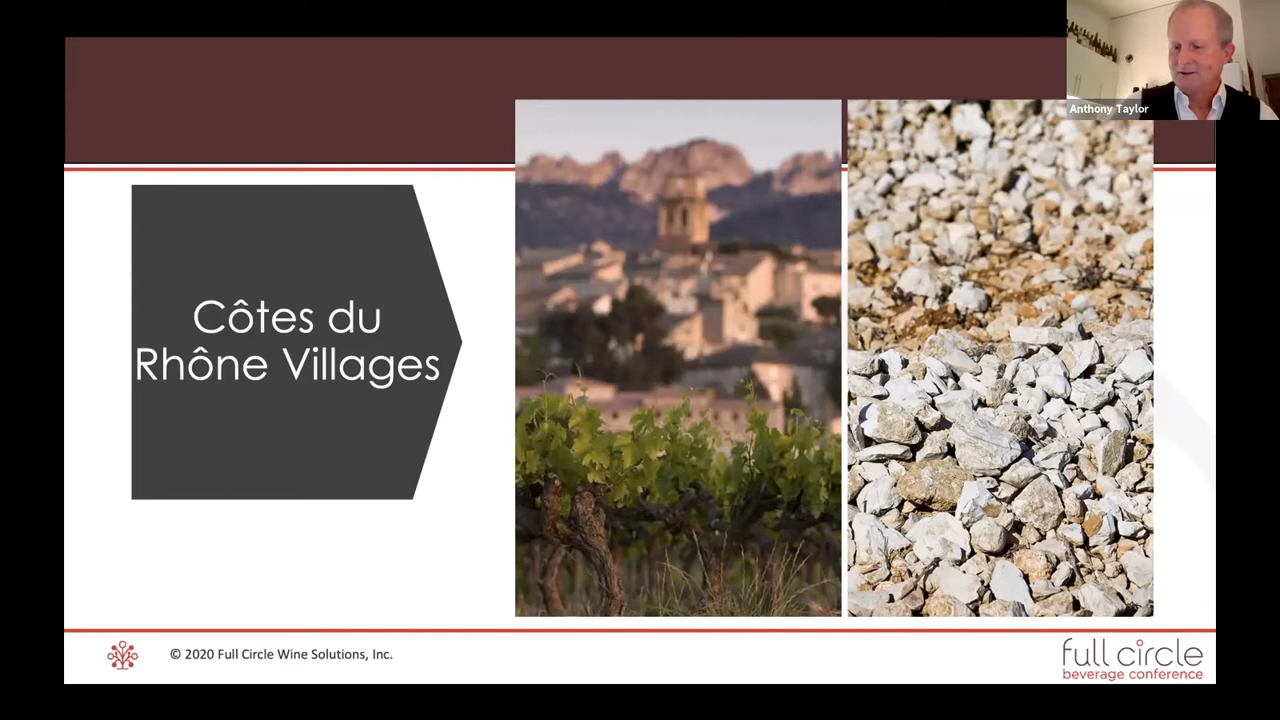 Anthony Taylor
Côtes du
Rhône Villages
© 2020 Full Circle Wine Solutions, Inc.
full circle
beverage conference